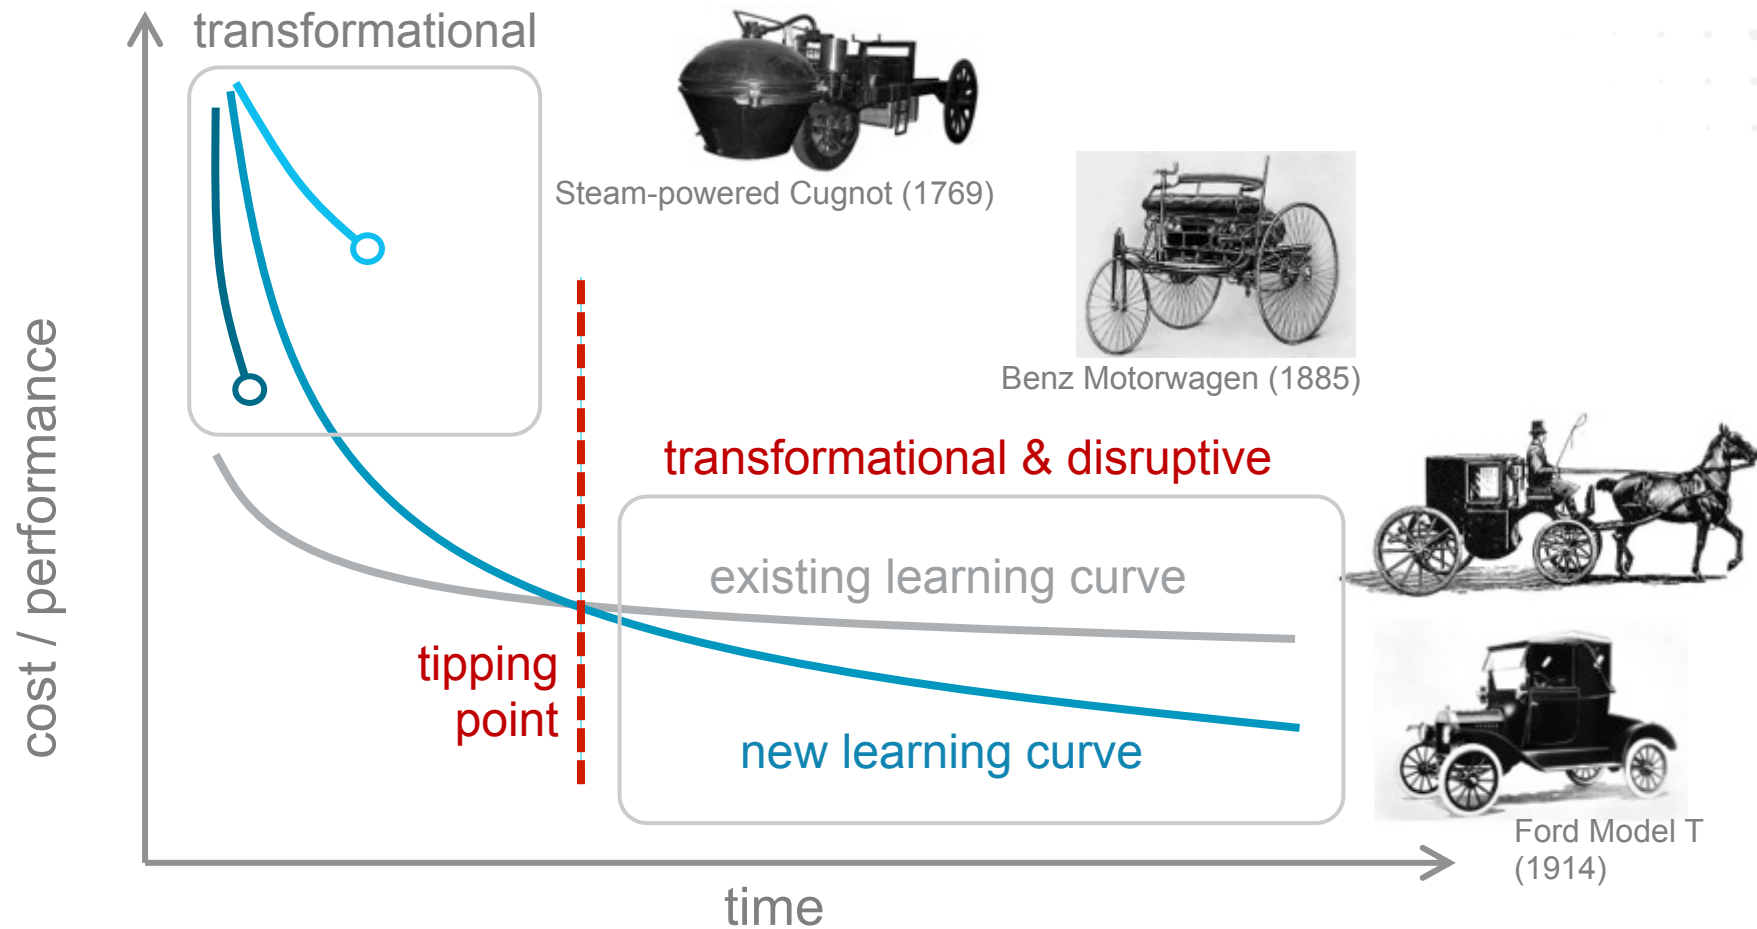 transformational
Steam-powered Cugnot (1769)
Benz Motorwagen (1885)
cost / performance
transformational & disruptive
existing learning curve
tipping
point
new learning curve
Ford Model T
(1914)
time